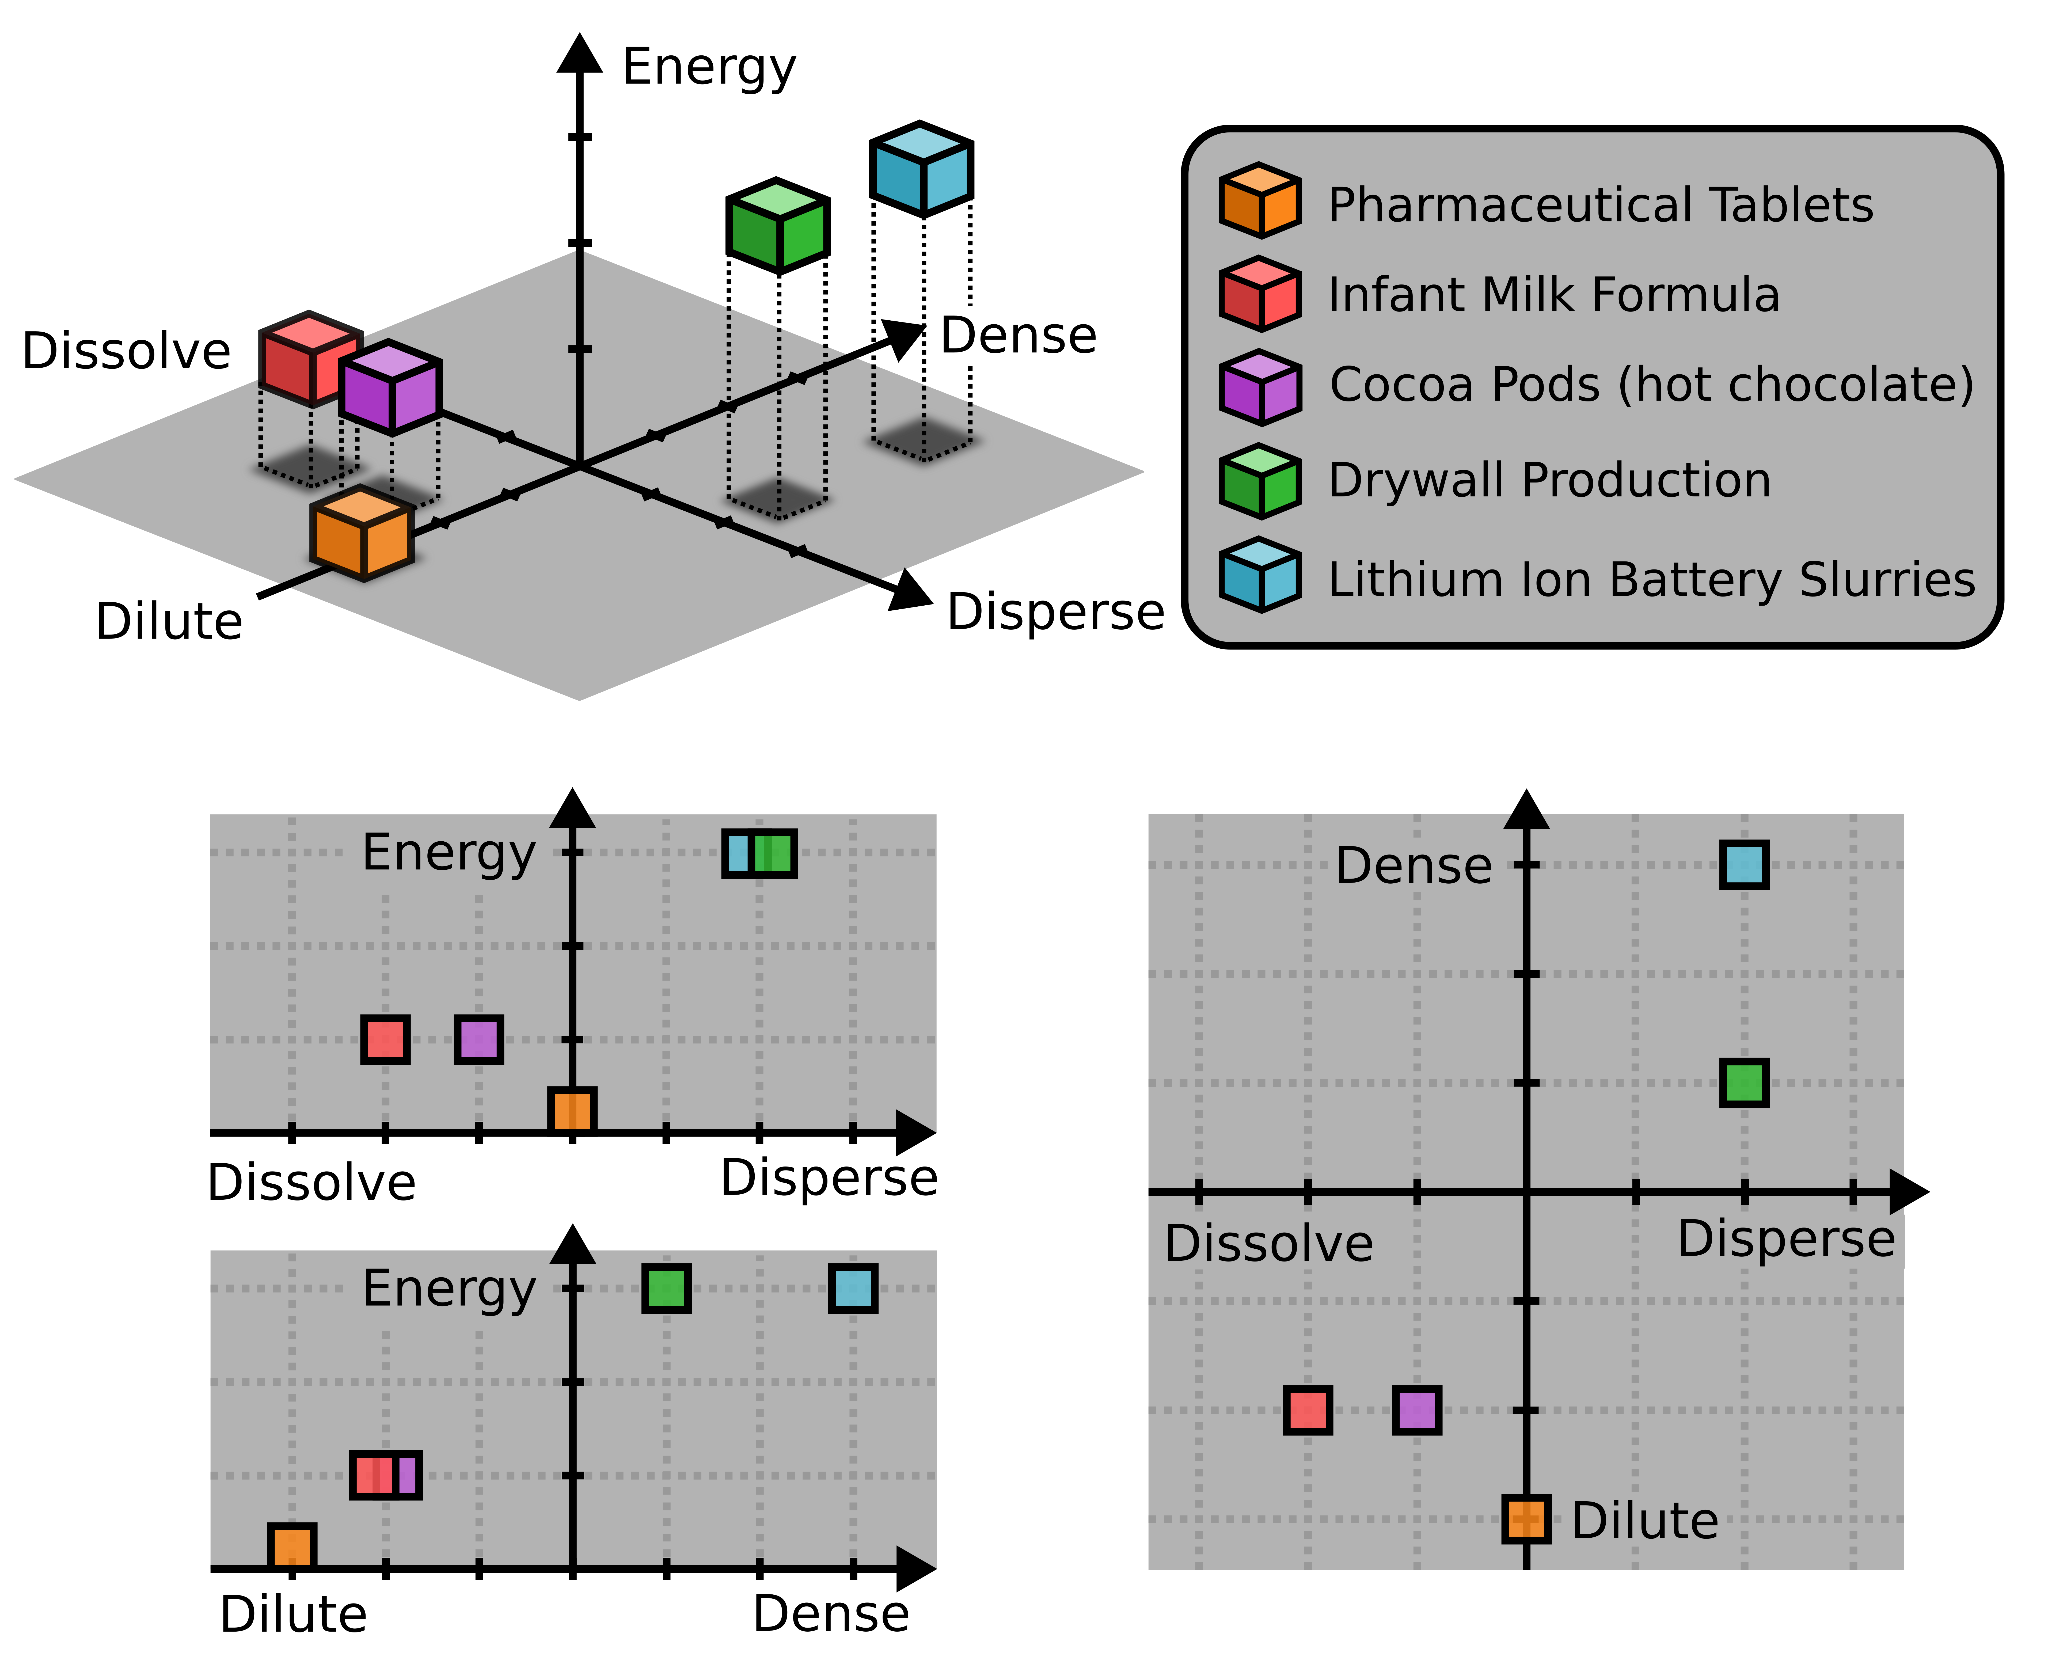 Energy
Dissolve
Dense
Dilute
Disperse
Pharmaceutical Tablets
Infant Milk Formula
Cocoa Pods (hot chocolate)
Drywall Production
Lithium Ion Battery Slurries
Energy
Dissolve
Disperse
Energy
Dilute
Dense
Dense
Dissolve
Disperse
Dilute